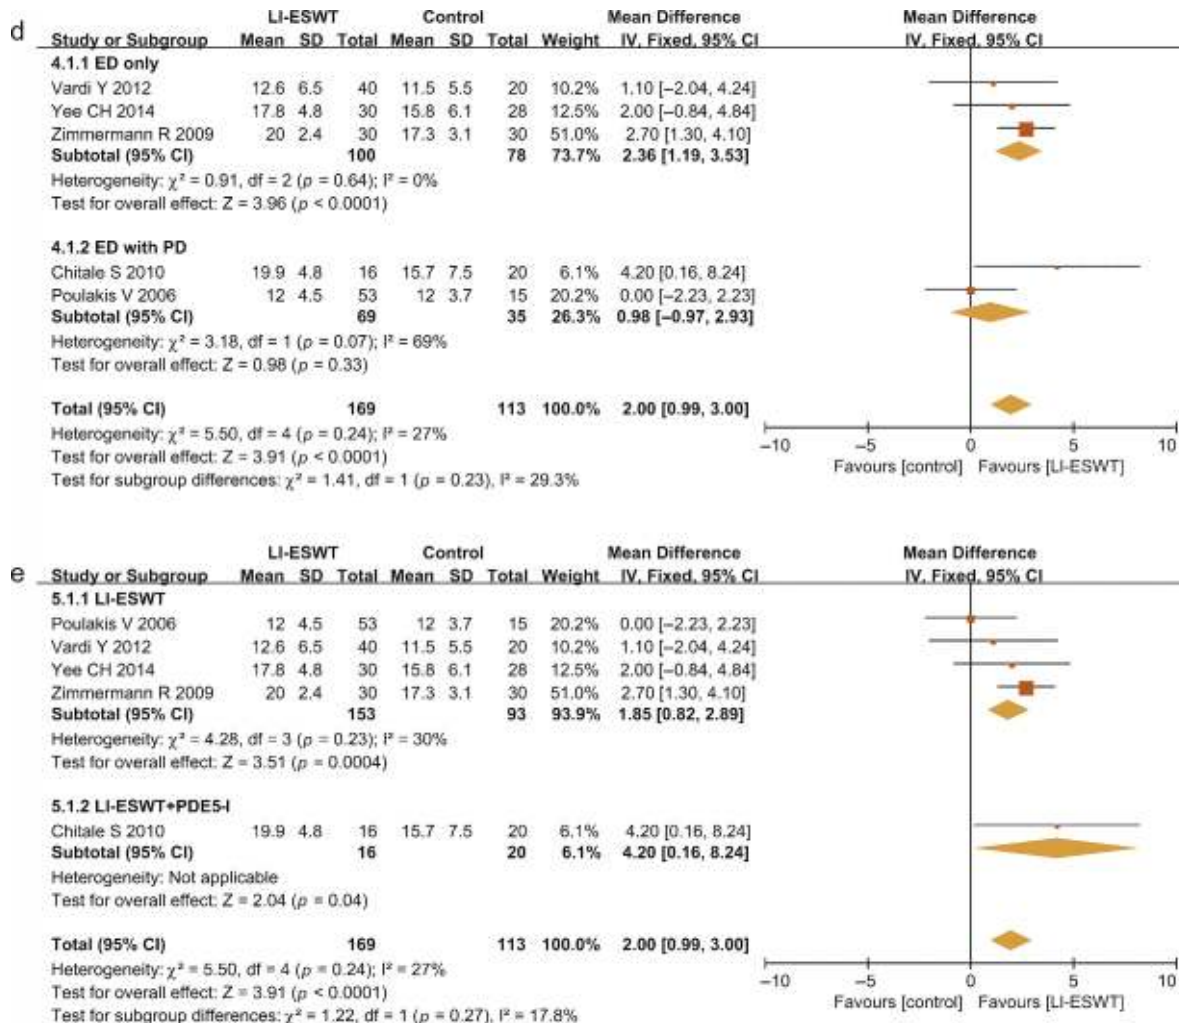 d
LI-ESWT Control Mean Difference Mean Difference
Study or Subgroup Mean SD Total Mean SD Total Weight IV, Fixed, 95% CI IV, Fixed, 95% CI
4.1.1 ED only
Vardi Y 2012 12.6 6.5 40 11.5 5.5 20 10.2% 1.10 [−2.04, 4.24]
Yee CH 2014 17.8 4.8 30 15.8 6.1 28 12.5% 2.00 [−0.84, 4.84]
Zimmermann R 2009 20 2.4 30 17.3 3.1 30 51.0% 2.70 [1.30, 4.10]
Subtotal (95% CI) 100 78 73.7% 2.36 [1.19, 3.53]
Heterogeneity: χ² = 0.91, df = 2 (p = 0.64); I² = 0%
Test for overall effect: Z = 3.96 (p < 0.0001)
4.1.2 ED with PD
Chitale S 2010 19.9 4.8 16 15.7 7.5 20 6.1% 4.20 [0.16, 8.24]
Poulakis V 2006 12 4.5 53 12 3.7 15 20.2% 0.00 [−2.23, 2.23]
Subtotal (95% CI) 69 35 26.3% 0.98 [−0.97, 2.93]
Heterogeneity: χ² = 3.18, df = 1 (p = 0.07); I² = 69%
Test for overall effect: Z = 0.98 (p = 0.33)
Total (95% CI) 169 113 100.0% 2.00 [0.99, 3.00]
Heterogeneity: χ² = 5.50, df = 4 (p = 0.24); I² = 27%
Test for overall effect: Z = 3.91 (p < 0.0001)
Test for subgroup differences: χ² = 1.41, df = 1 (p = 0.23), I² = 29.3%
−10 −5 0 5 10
Favours [control] Favours [LI-ESWT]
e
LI-ESWT Control Mean Difference Mean Difference
Study or Subgroup Mean SD Total Mean SD Total Weight IV, Fixed, 95% CI IV, Fixed, 95% CI
5.1.1 LI-ESWT
Poulakis V 2006 12 4.5 53 12 3.7 15 20.2% 0.00 [−2.23, 2.23]
Vardi Y 2012 12.6 6.5 40 11.5 5.5 20 10.2% 1.10 [−2.04, 4.24]
Yee CH 2014 17.8 4.8 30 15.8 6.1 28 12.5% 2.00 [−0.84, 4.84]
Zimmermann R 2009 20 2.4 30 17.3 3.1 30 51.0% 2.70 [1.30, 4.10]
Subtotal (95% CI) 153 93 93.9% 1.85 [0.82, 2.89]
Heterogeneity: χ² = 4.28, df = 3 (p = 0.23); I² = 30%
Test for overall effect: Z = 3.51 (p = 0.0004)
5.1.2 LI-ESWT+PDE5-I
Chitale S 2010 19.9 4.8 16 15.7 7.5 20 6.1% 4.20 [0.16, 8.24]
Subtotal (95% CI) 16 20 6.1% 4.20 [0.16, 8.24]
Heterogeneity: Not applicable
Test for overall effect: Z = 2.04 (p = 0.04)
Total (95% CI) 169 113 100.0% 2.00 [0.99, 3.00]
Heterogeneity: χ² = 5.50, df = 4 (p = 0.24); I² = 27%
Test for overall effect: Z = 3.91 (p < 0.0001)
Test for subgroup differences: χ² = 1.22, df = 1 (p = 0.27), I² = 17.8%
−10 −5 0 5 10
Favours [control] Favours [LI-ESWT]